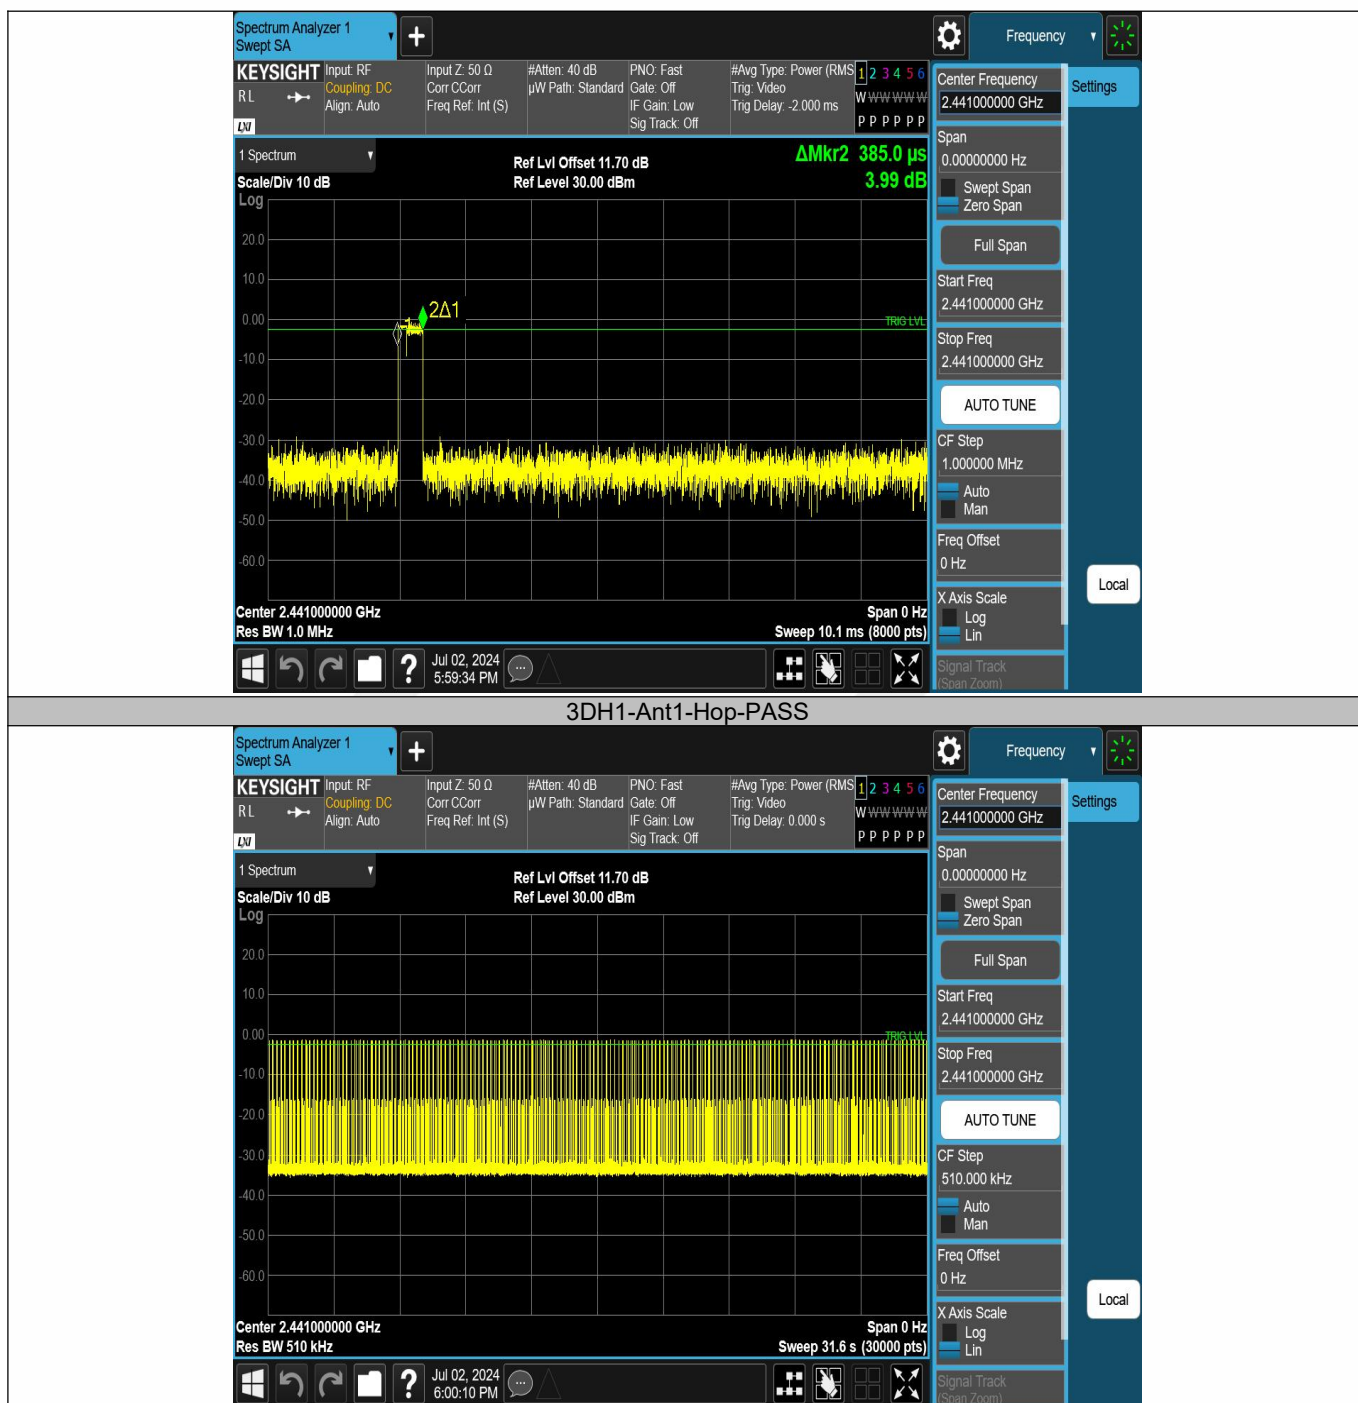 Spectrum Analyzer 1
Swept SA
Frequency
KEYSIGHT
R L
LXI
Input: RF
Coupling: DC
Align: Auto
Input Z: 50 Ω
Corr CCorr
Freq Ref: Int (S)
#Atten: 40 dB
µW Path: Standard
PNO: Fast
Gate: Off
IF Gain: Low
Sig Track: Off
#Avg Type: Power (RMS
Trig: Video
Trig Delay: -2.000 ms
1 2 3 4 5 6
W W W W W W
P P P P P P
1 Spectrum
Scale/Div 10 dB
Log
Ref Lvl Offset 11.70 dB
Ref Level 30.00 dBm
ΔMkr2 385.0 µs
3.99 dB
20.0
10.0
0.00
-10.0
-20.0
-30.0
-40.0
-50.0
-60.0
2Δ1
TRIG LVL
Center 2.441000000 GHz
Res BW 1.0 MHz
Span 0 Hz
Sweep 10.1 ms (8000 pts)
Jul 02, 2024
5:59:34 PM
Center Frequency
2.441000000 GHz
Settings
Span
0.00000000 Hz
Swept Span
Zero Span
Full Span
Start Freq
2.441000000 GHz
Stop Freq
2.441000000 GHz
AUTO TUNE
CF Step
1.000000 MHz
Auto
Man
Freq Offset
0 Hz
X Axis Scale
Log
Lin
Local
Signal Track
(Span Zoom)
3DH1-Ant1-Hop-PASS
Spectrum Analyzer 1
Swept SA
Frequency
KEYSIGHT
R L
LXI
Input: RF
Coupling: DC
Align: Auto
Input Z: 50 Ω
Corr CCorr
Freq Ref: Int (S)
#Atten: 40 dB
µW Path: Standard
PNO: Fast
Gate: Off
IF Gain: Low
Sig Track: Off
#Avg Type: Power (RMS
Trig: Video
Trig Delay: 0.000 s
1 2 3 4 5 6
W W W W W W
P P P P P P
1 Spectrum
Scale/Div 10 dB
Log
Ref Lvl Offset 11.70 dB
Ref Level 30.00 dBm
20.0
10.0
0.00
-10.0
-20.0
-30.0
-40.0
-50.0
-60.0
TRIG LVL
Center 2.441000000 GHz
Res BW 510 kHz
Span 0 Hz
Sweep 31.6 s (30000 pts)
Jul 02, 2024
6:00:10 PM
Center Frequency
2.441000000 GHz
Settings
Span
0.00000000 Hz
Swept Span
Zero Span
Full Span
Start Freq
2.441000000 GHz
Stop Freq
2.441000000 GHz
AUTO TUNE
CF Step
510.000 kHz
Auto
Man
Freq Offset
0 Hz
X Axis Scale
Log
Lin
Local
Signal Track
(Span Zoom)